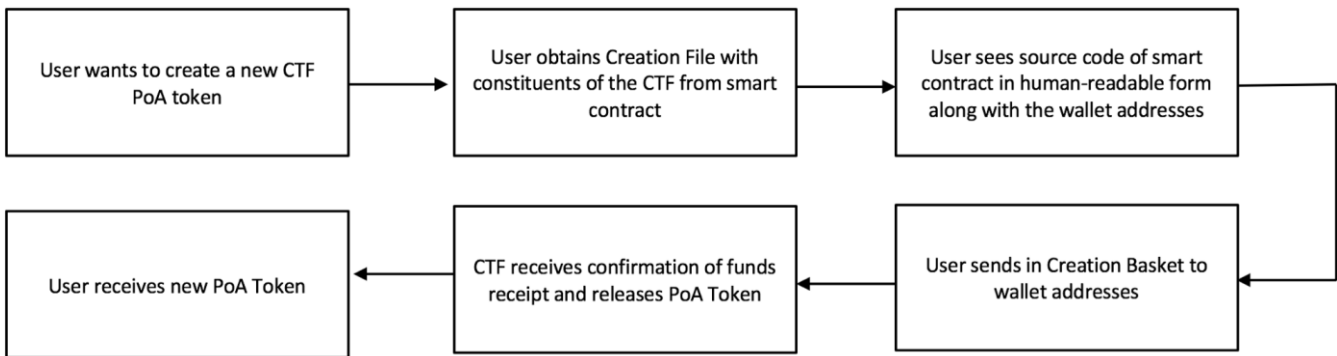 User wants to create a new CTF
PoA token
User obtains Creation File with
constituents of the CTF from smart
contract
User sees source code of smart
contract in human-readable form
along with the wallet addresses
User sends in Creation Basket to
wallet addresses
CTF receives confirmation of funds
receipt and releases PoA Token
User receives new PoA Token